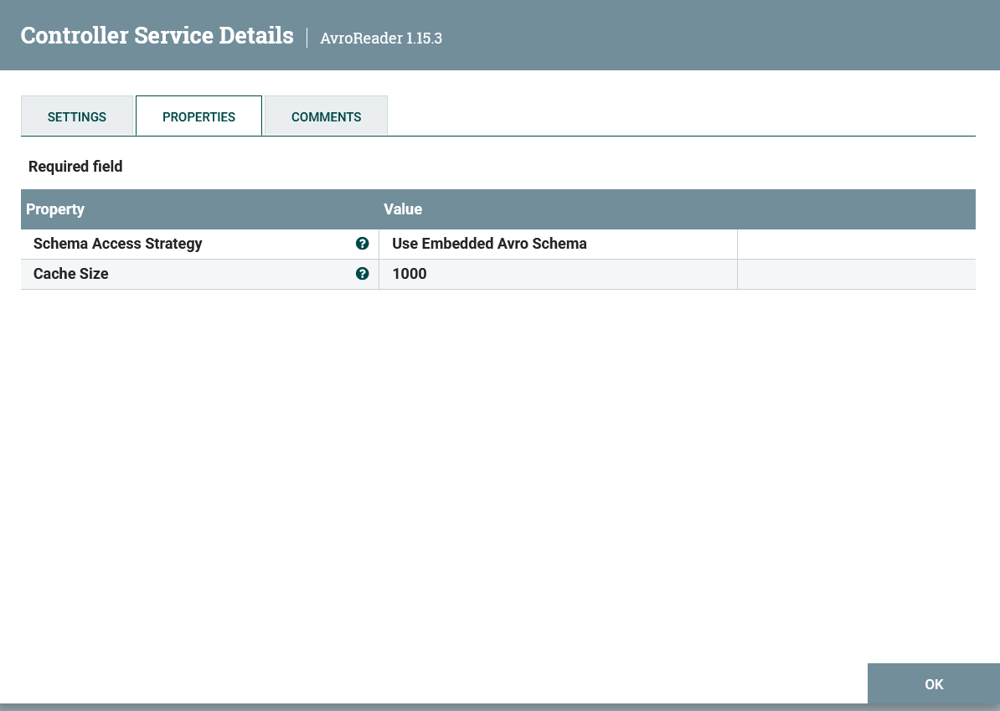 Controller Service Details | AvroReader 1.15.3
SETTINGS PROPERTIES COMMENTS
Required field
Property Value
Schema Access Strategy ? Use Embedded Avro Schema
Cache Size ? 1000
OK